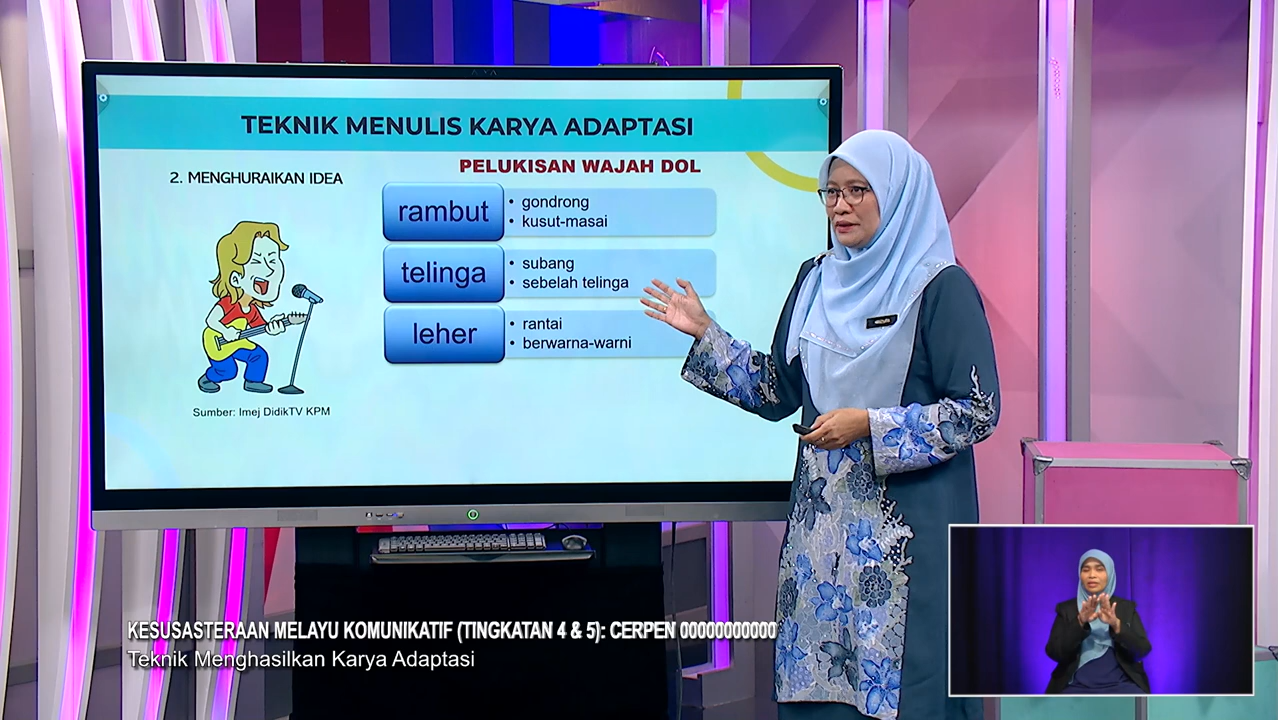 TEKNIK MENULIS KARYA ADAPTASI
PELUKISAN WAJAH DOL
2. MENGHURAIKAN IDEA
rambut
• gondrong
• kusut-masai
telinga
• subang
• sebelah telinga
leher
• rantai
• berwarna-warni
Sumber: Imej DidikTV KPM
KESUSASTERAAN MELAYU KOMUNIKATIF (TINGKATAN 4 & 5): CERPEN
Teknik Menghasilkan Karya Adaptasi